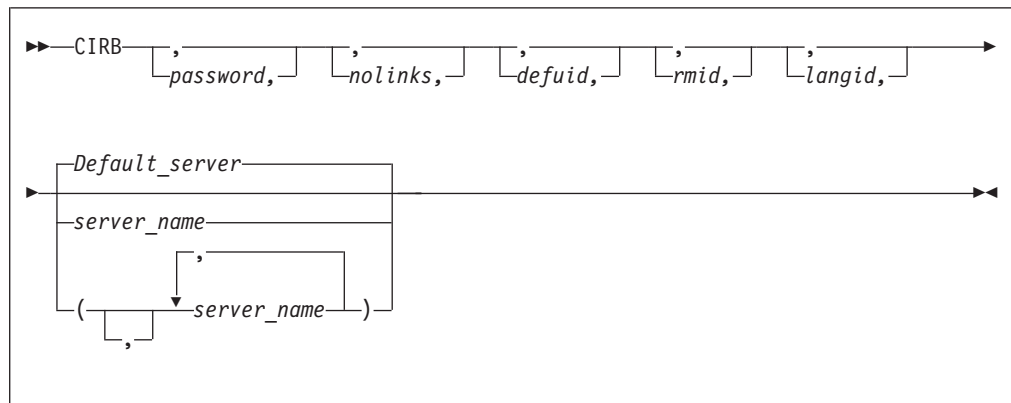 CIRB , , , , ,
password, nolinks, defuid, rmid, langid,
Default_server
server_name
,
( server_name )
,